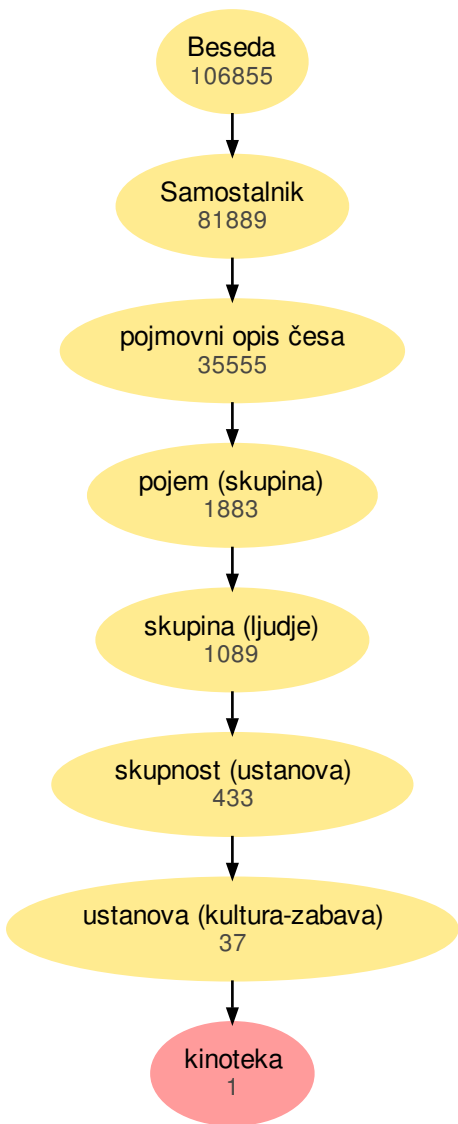 Beseda
106855
Samostalnik
81889
pojmovni opis česa
35555
pojem (skupina)
1883
skupina (ljudje)
1089
skupnost (ustanova)
433
ustanova (kultura-zabava)
37
kinoteka
1